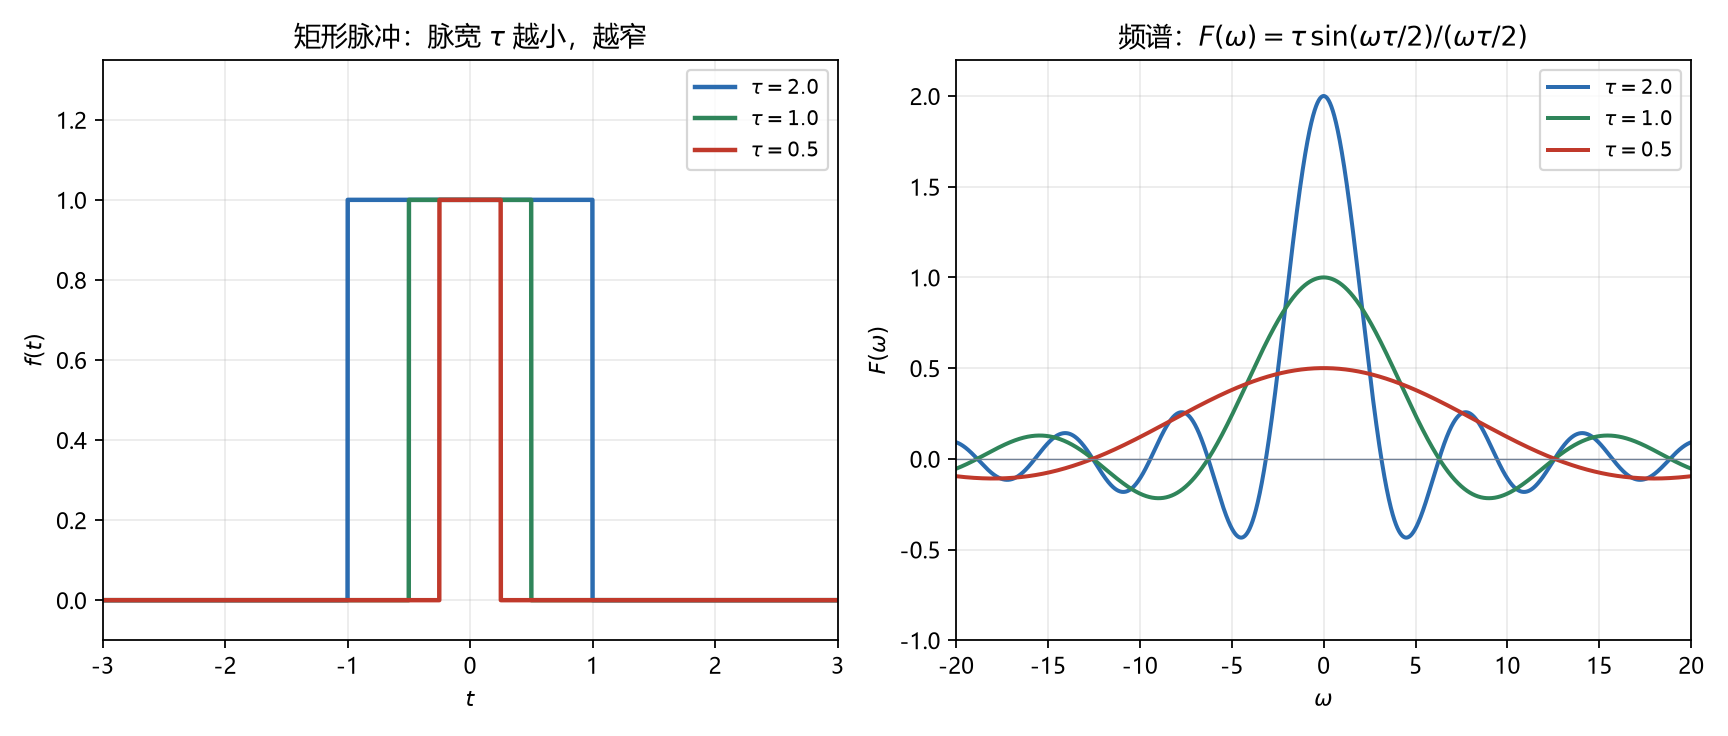 矩形脉冲：脉宽 τ 越小，越窄
τ = 2.0
τ = 1.0
τ = 0.5
1.2
1.0
0.8
0.6
0.4
0.2
0.0
f(t)
-3
-2
-1
0
1
2
3
t
频谱：F(ω) = τ sin(ωτ/2)/(ωτ/2)
τ = 2.0
τ = 1.0
τ = 0.5
2.0
1.5
1.0
0.5
0.0
-0.5
-1.0
F(ω)
-20
-15
-10
-5
0
5
10
15
20
ω